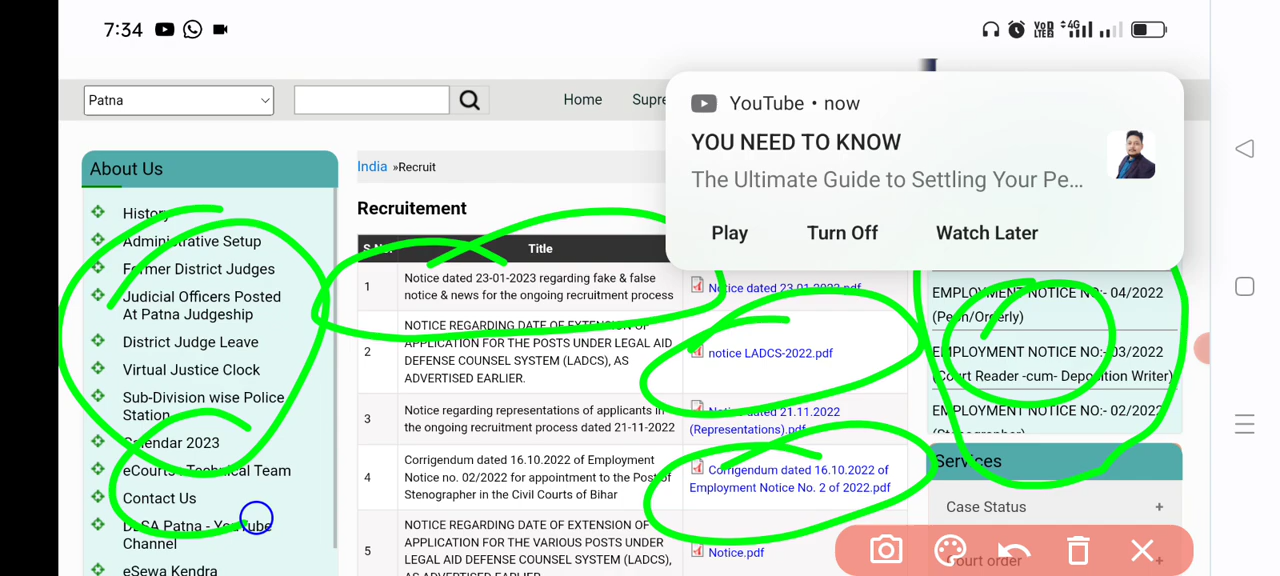 7:34
VoD LTE2 4G
Patna
Home
YouTube • now
YOU NEED TO KNOW
The Ultimate Guide to Settling Your Pe...
Play
Turn Off
Watch Later
About Us
History
Administrative Setup
Former District Judges
Judicial Officers Posted
At Patna Judgeship
District Judge Leave
Virtual Justice Clock
Sub-Division wise Police
Station
Calendar 2023
eCourts - Technical Team
Contact Us
DLSA Patna - YouTube
Channel
eSewa Kendra
India »Recruit
Recruitement
S No.
Title
1
Notice dated 23-01-2023 regarding fake & false
notice & news for the ongoing recruitment process
Notice dated 23.01.2023.pdf
2
NOTICE REGARDING DATE OF EXTENSION OF
APPLICATION FOR THE POSTS UNDER LEGAL AID
DEFENSE COUNSEL SYSTEM (LADCS), AS
ADVERTISED EARLIER.
notice LADCS-2022.pdf
3
Notice regarding representations of applicants in
the ongoing recruitment process dated 21-11-2022
Notice dated 21.11.2022
(Representations).pdf
4
Corrigendum dated 16.10.2022 of Employment
Notice no. 02/2022 for appointment to the Post of
Stenographer in the Civil Courts of Bihar
Corrigendum dated 16.10.2022 of
Employment Notice No. 2 of 2022.pdf
5
NOTICE REGARDING DATE OF EXTENSION OF
APPLICATION FOR THE VARIOUS POSTS UNDER
LEGAL AID DEFENSE COUNSEL SYSTEM (LADCS),
AS ADVERTISED EARLIER
Notice.pdf
EMPLOYMENT NOTICE NO:- 04/2022
(Peon/Orderly)
EMPLOYMENT NOTICE NO:- 03/2022
(Court Reader -cum- Deposition Writer)
EMPLOYMENT NOTICE NO:- 02/2022
(Stenographer)
Services
Case Status +
Court order +